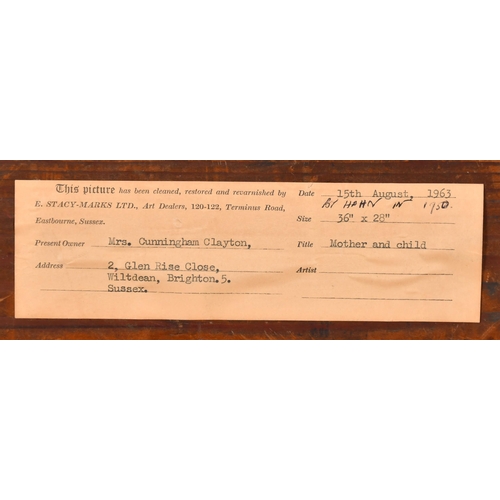 This picture has been cleaned, restored and revarnished by
E. STACY-MARKS LTD., Art Dealers, 120-122, Terminus Road,
Eastbourne, Sussex.
Present Owner Mrs. Cunningham Clayton,
Address 2, Glen Rise Close,
Wiltdean, Brighton.5.
Sussex.
Date 15th August, 1963
BY HAHN IN 1930.
Size 36" x 28"
Title Mother and child
Artist